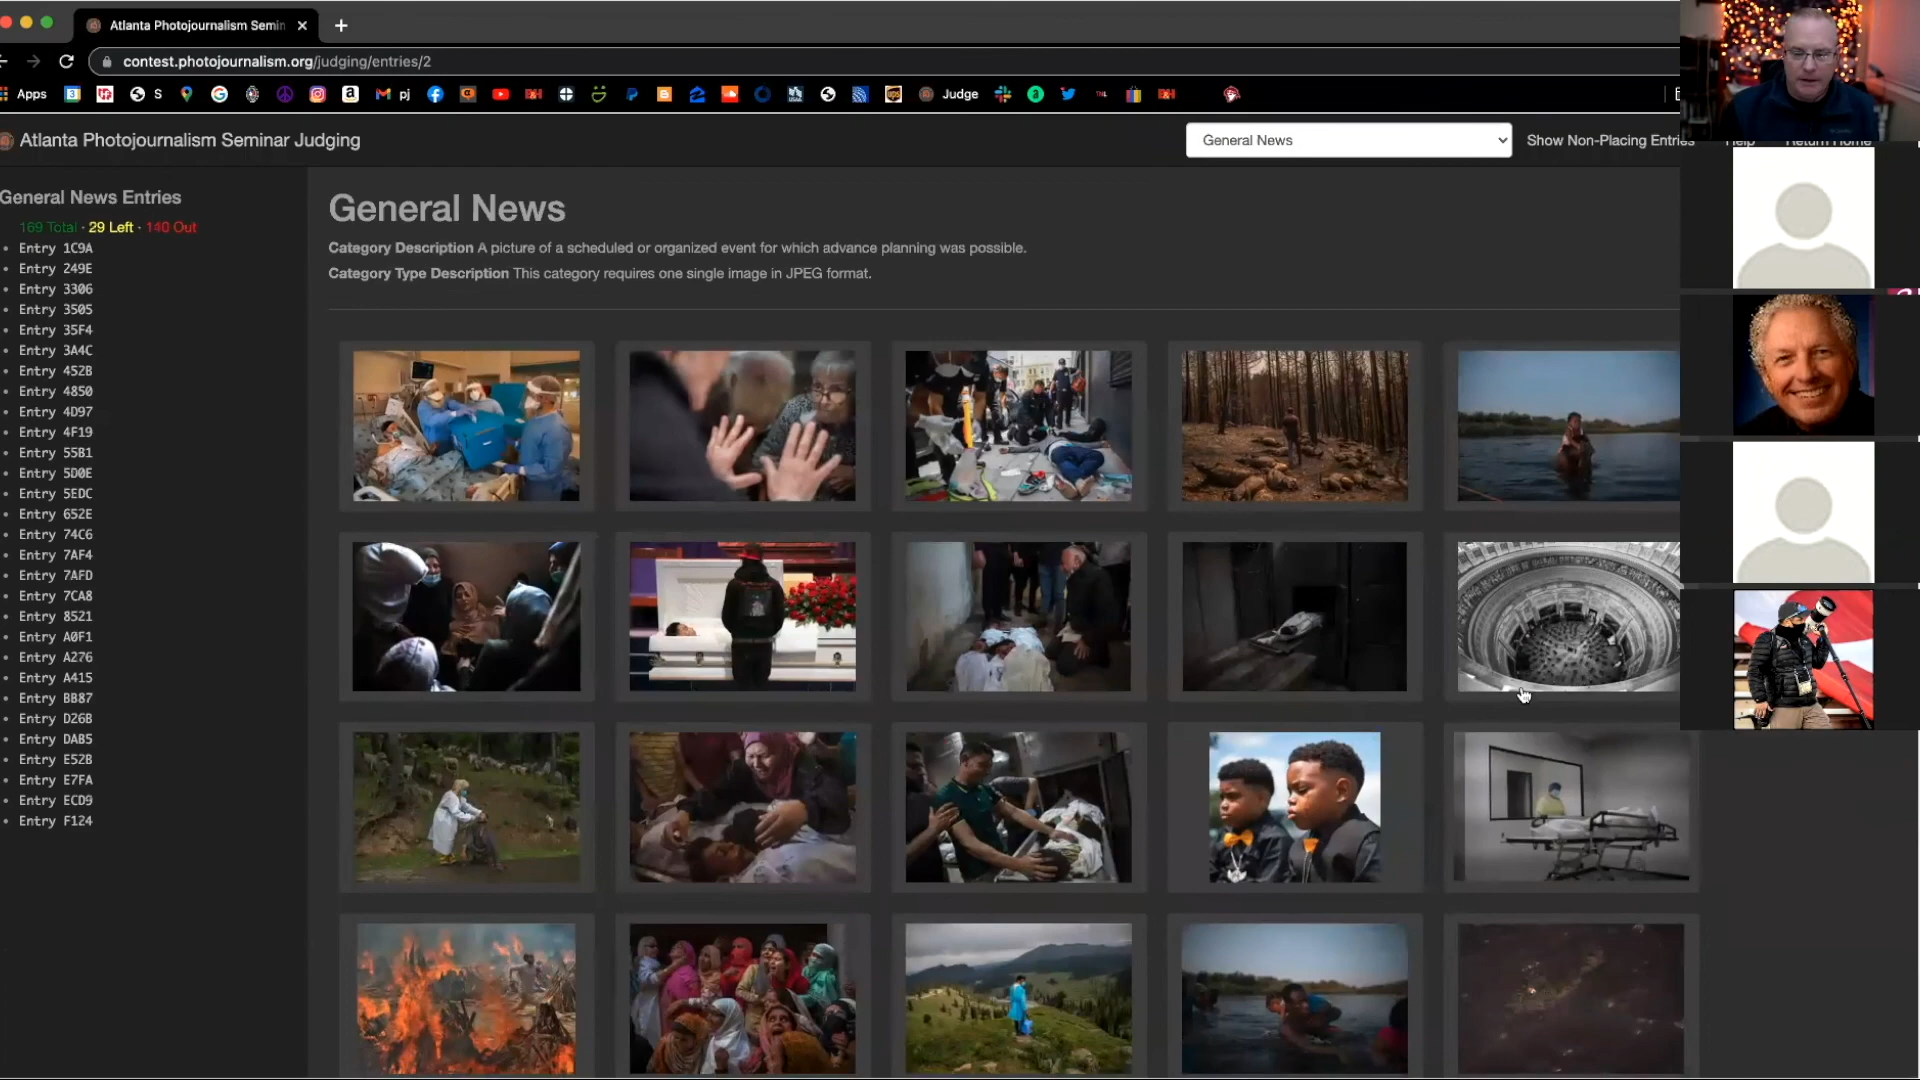 Atlanta Photojournalism Semin
contest.photojournalism.org/judging/entries/2
Apps
S
pj
Judge
Atlanta Photojournalism Seminar Judging
General News
Show Non-Placing Entries
Help
Return Home
General News Entries
169 Total · 29 Left · 140 Out
Entry 1C9A
Entry 249E
Entry 3306
Entry 3505
Entry 35F4
Entry 3A4C
Entry 452B
Entry 4850
Entry 4D97
Entry 4F19
Entry 55B1
Entry 5D0E
Entry 5EDC
Entry 652E
Entry 74C6
Entry 7AF4
Entry 7AFD
Entry 7CA8
Entry 8521
Entry A0F1
Entry A276
Entry A415
Entry BB87
Entry D26B
Entry DAB5
Entry E52B
Entry E7FA
Entry ECD9
Entry F124
General News
Category Description A picture of a scheduled or organized event for which advance planning was possible.
Category Type Description This category requires one single image in JPEG format.